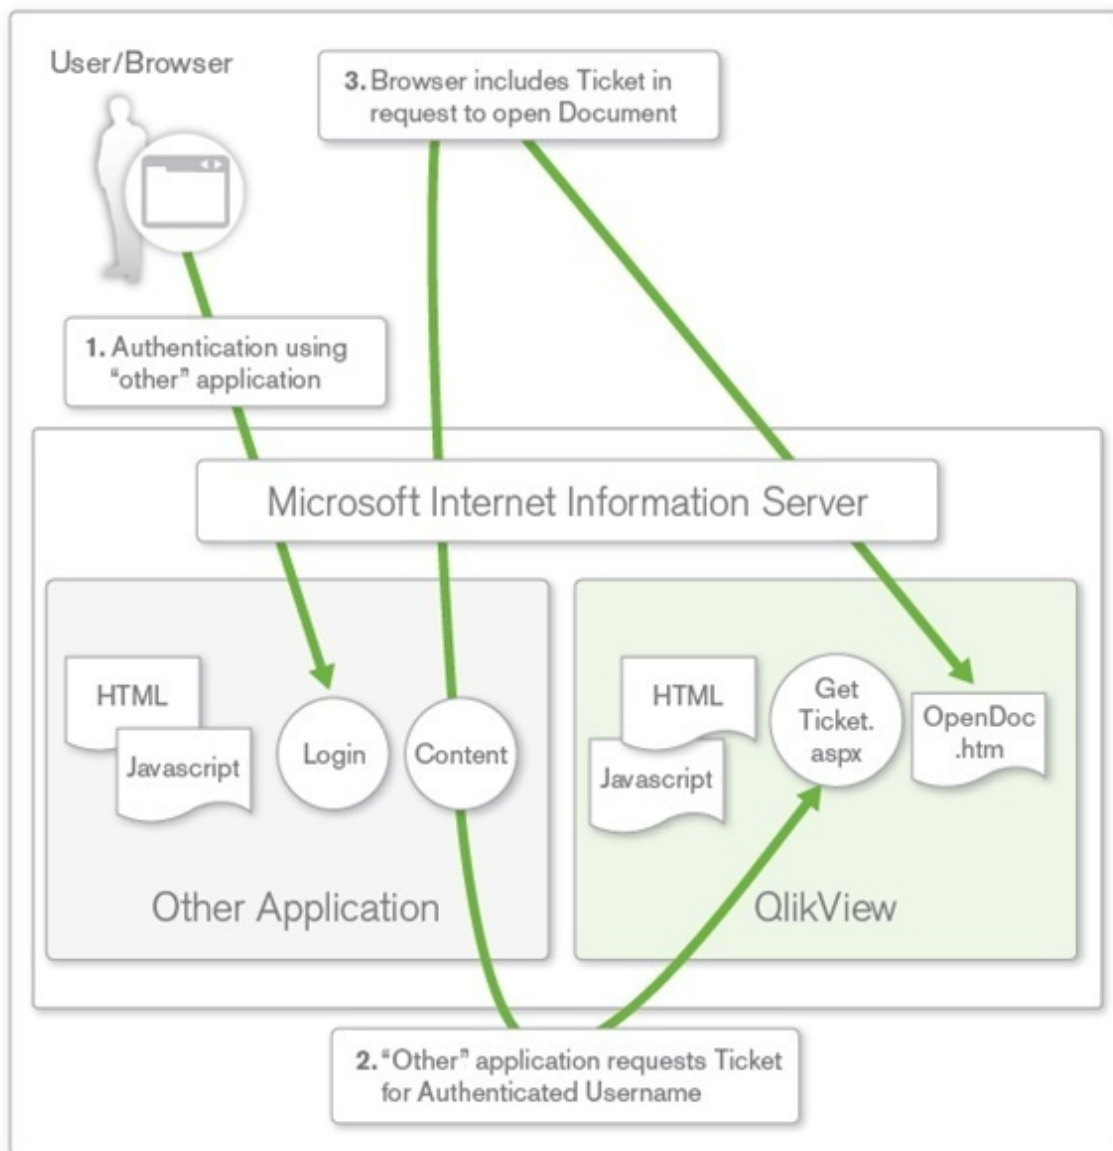 User/Browser
3. Browser includes Ticket in
request to open Document
1. Authentication using
“other” application
Microsoft Internet Information Server
HTML
Javascript
Login
Content
Other Application
HTML
Javascript
Get
Ticket.
aspx
OpenDoc
.htm
QlikView
2. “Other” application requests Ticket
for Authenticated Username